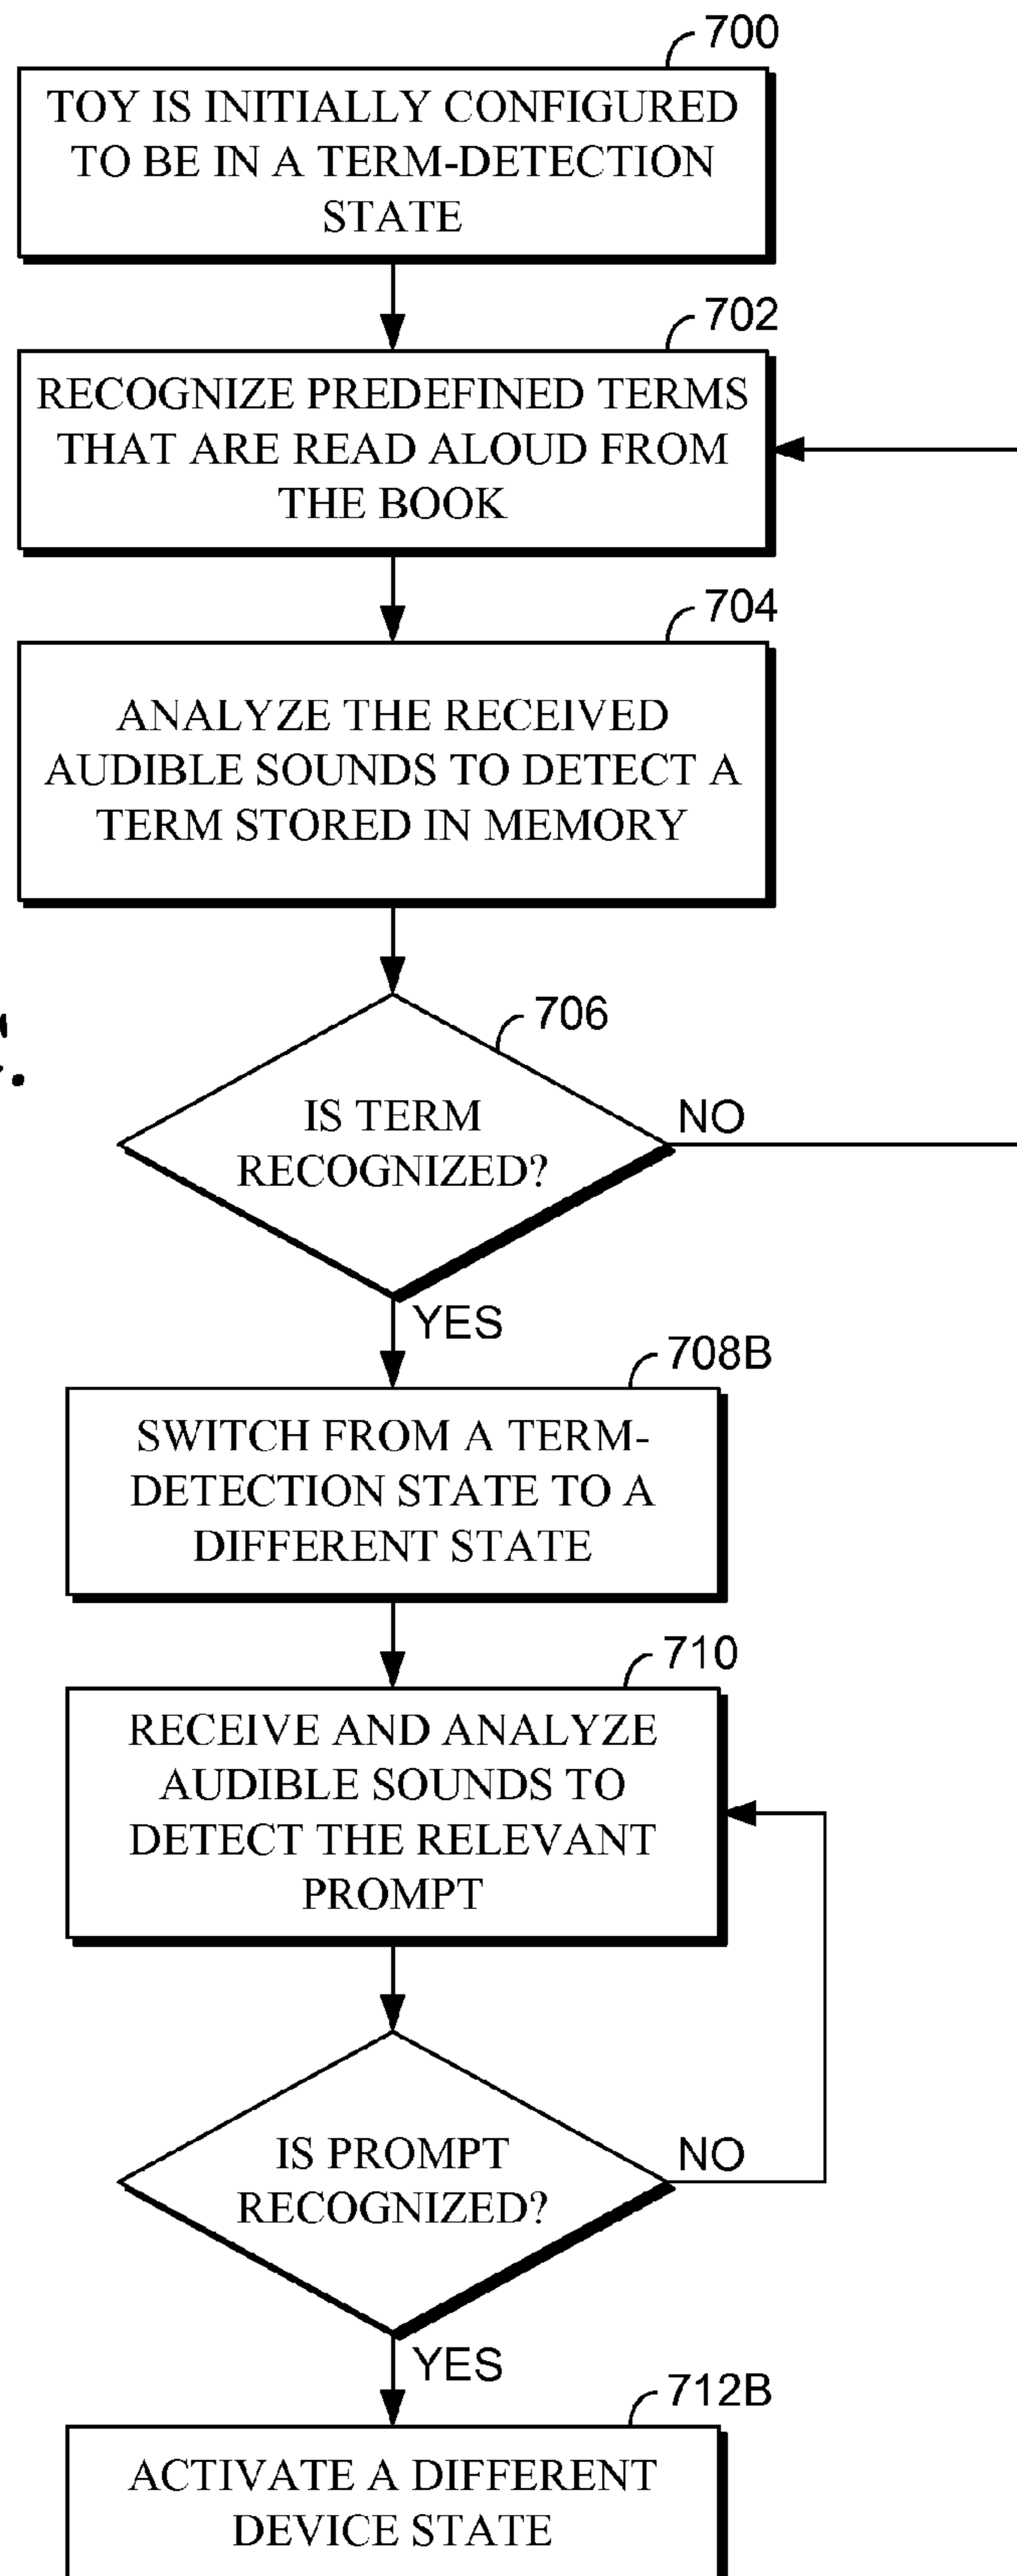 700
TOY IS INITIALLY CONFIGURED
TO BE IN A TERM-DETECTION
STATE
702
RECOGNIZE PREDEFINED TERMS
THAT ARE READ ALOUD FROM
THE BOOK
704
ANALYZE THE RECEIVED
AUDIBLE SOUNDS TO DETECT A
TERM STORED IN MEMORY
706
IS TERM
RECOGNIZED?
NO
YES
708B
SWITCH FROM A TERM-
DETECTION STATE TO A
DIFFERENT STATE
710
RECEIVE AND ANALYZE
AUDIBLE SOUNDS TO
DETECT THE RELEVANT
PROMPT
IS PROMPT
RECOGNIZED?
NO
YES
712B
ACTIVATE A DIFFERENT
DEVICE STATE